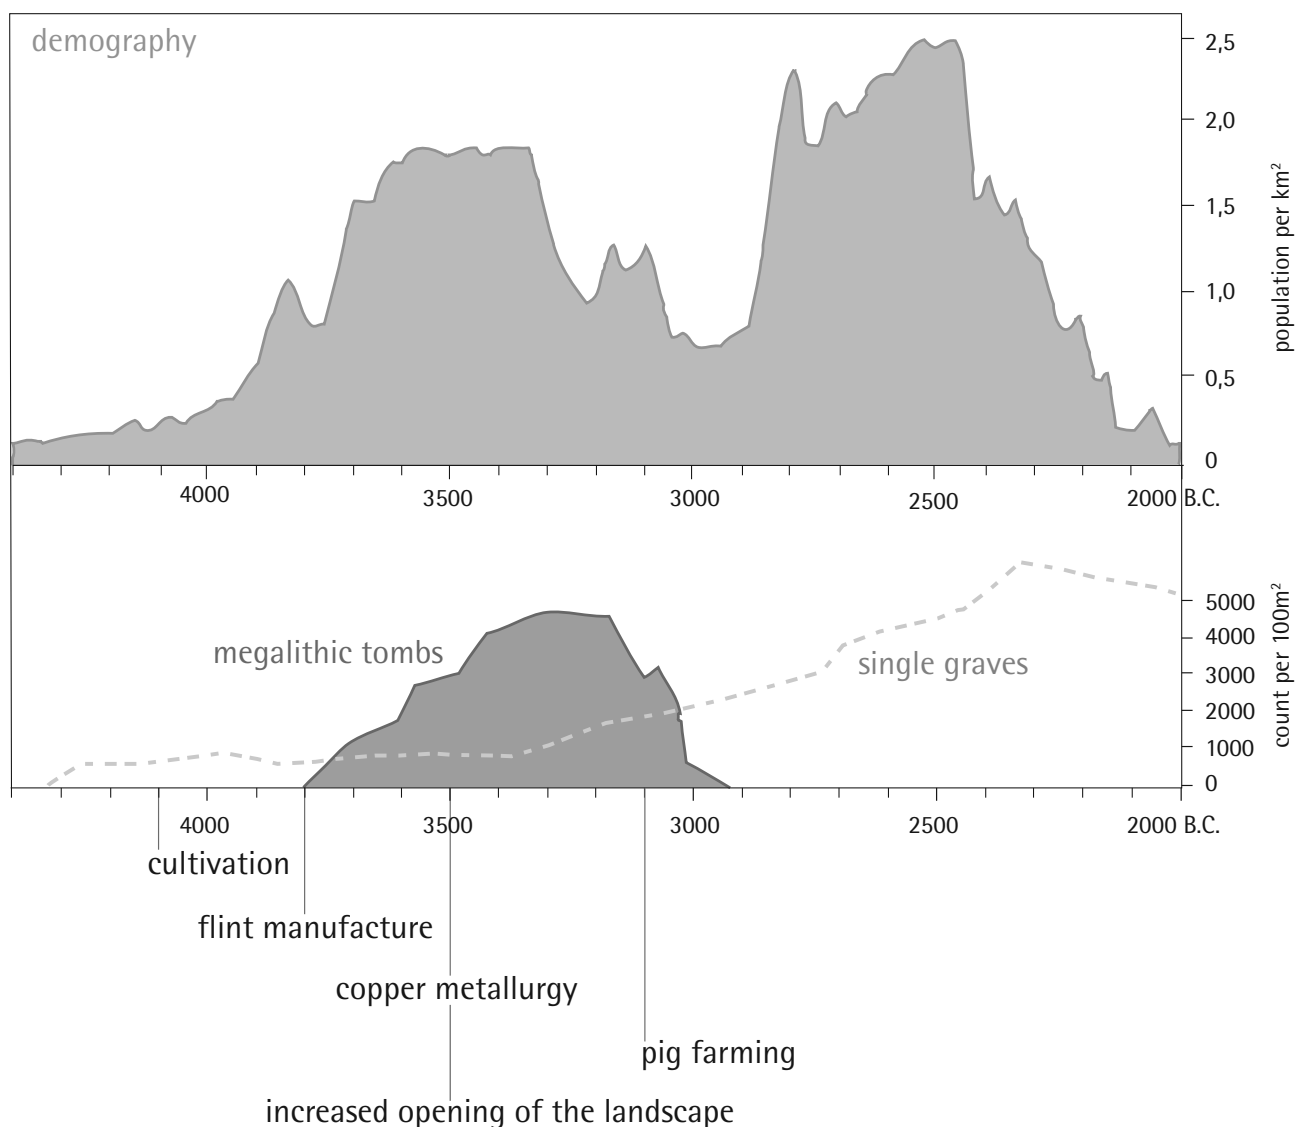 demography
2,5
2,0
1,5
1,0
0,5
0
population per km²
4000
3500
3000
2500
2000 B.C.
megalithic tombs
single graves
5000
4000
3000
2000
1000
0
count per 100m²
4000
3500
3000
2500
2000 B.C.
cultivation
flint manufacture
copper metallurgy
pig farming
increased opening of the landscape